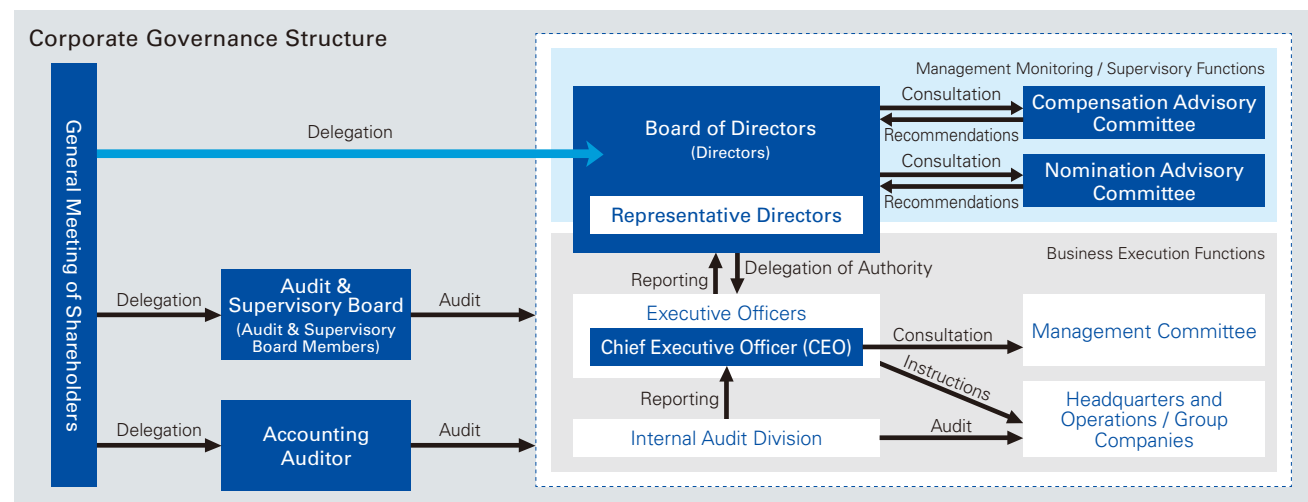 Corporate Governance Structure
General Meeting of Shareholders
Delegation
Management Monitoring / Supervisory Functions
Board of Directors
(Directors)
Representative Directors
Consultation
Recommendations
Compensation Advisory
Committee
Consultation
Recommendations
Nomination Advisory
Committee
Business Execution Functions
Reporting
Delegation of Authority
Delegation
Audit &
Supervisory Board
(Audit & Supervisory
Board Members)
Audit
Executive Officers
Chief Executive Officer (CEO)
Consultation
Management Committee
Instructions
Reporting
Headquarters and
Operations / Group
Companies
Delegation
Accounting
Auditor
Audit
Internal Audit Division
Audit